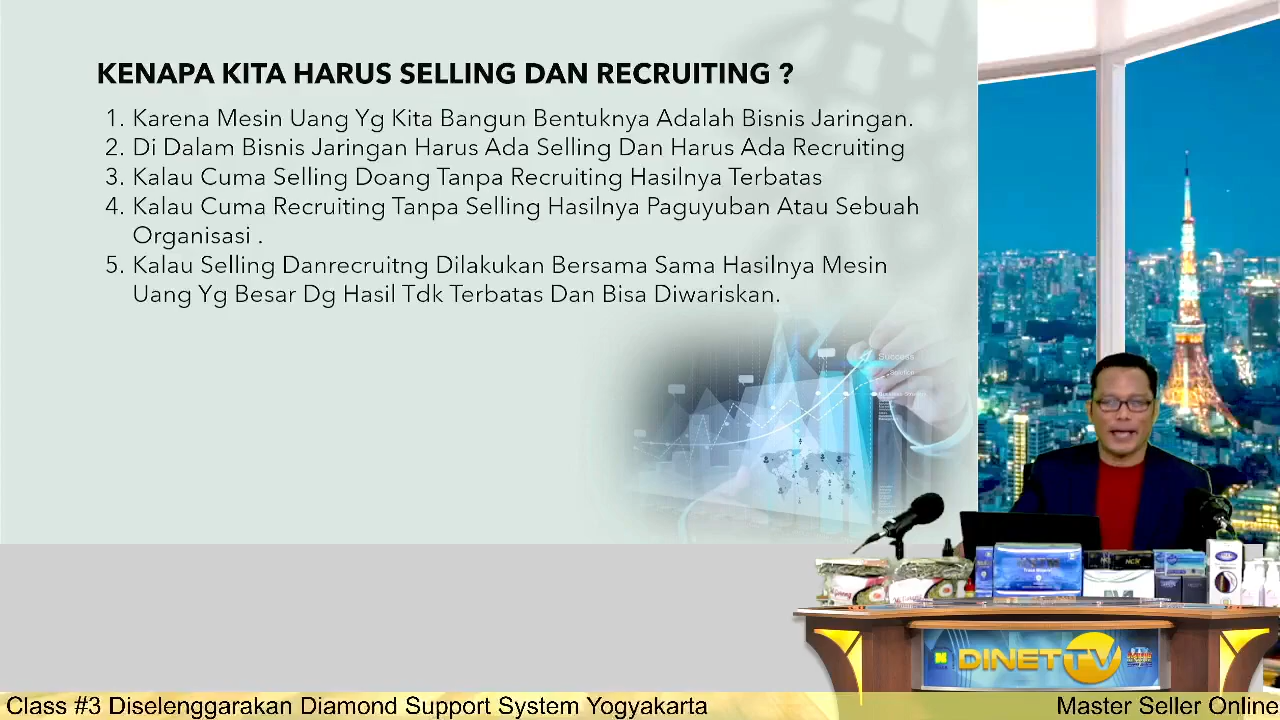 KENAPA KITA HARUS SELLING DAN RECRUITING ?
1. Karena Mesin Uang Yg Kita Bangun Bentuknya Adalah Bisnis Jaringan.
2. Di Dalam Bisnis Jaringan Harus Ada Selling Dan Harus Ada Recruiting
3. Kalau Cuma Selling Doang Tanpa Recruiting Hasilnya Terbatas
4. Kalau Cuma Recruiting Tanpa Selling Hasilnya Paguyuban Atau Sebuah
Organisasi .
5. Kalau Selling Danrecruitng Dilakukan Bersama Sama Hasilnya Mesin
Uang Yg Besar Dg Hasil Tdk Terbatas Dan Bisa Diwariskan.
Success
DINET TV
Class #3 Diselenggarakan Diamond Support System Yogyakarta
Master Seller Online